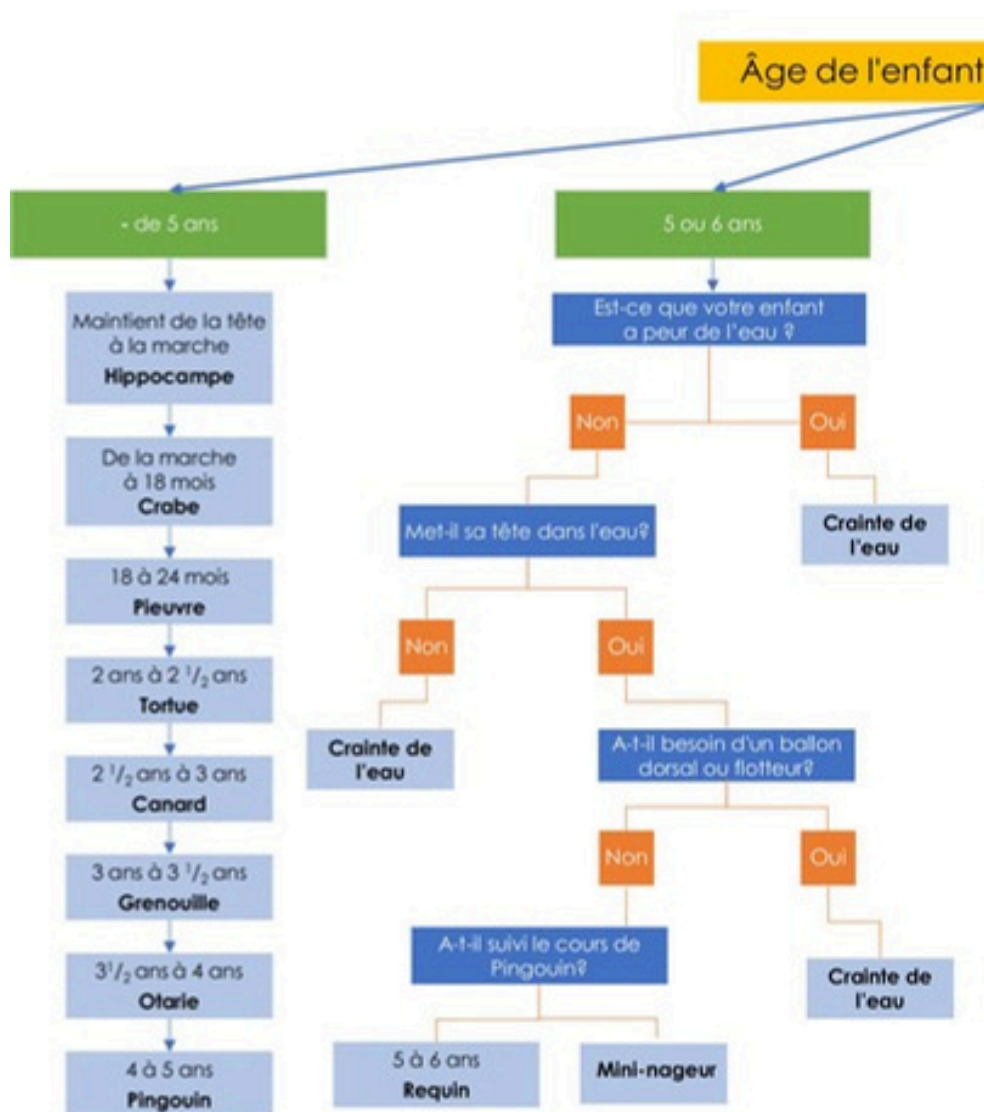 Âge de l'enfant
- de 5 ans
Maintient de la tête
à la marche
Hippocampe
De la marche
à 18 mois
Crabe
18 à 24 mois
Pieuvre
2 ans à 2 1/2 ans
Tortue
2 1/2 ans à 3 ans
Canard
3 ans à 3 1/2 ans
Grenouille
3 1/2 ans à 4 ans
Otarie
4 à 5 ans
Pingouin
5 ou 6 ans
Est-ce que votre enfant
a peur de l'eau ?
Non
Oui
Crainte de
l'eau
Met-il sa tête dans l'eau?
Non
Oui
Crainte de
l'eau
A-t-il besoin d'un ballon
dorsal ou flotteur?
Non
Oui
Crainte de
l'eau
A-t-il suivi le cours de
Pingouin?
5 à 6 ans
Requin
Mini-nageur